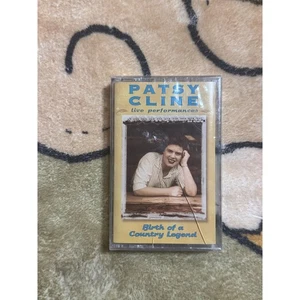 PATSY
CLINE
live performances
Birth of a
Country Legend